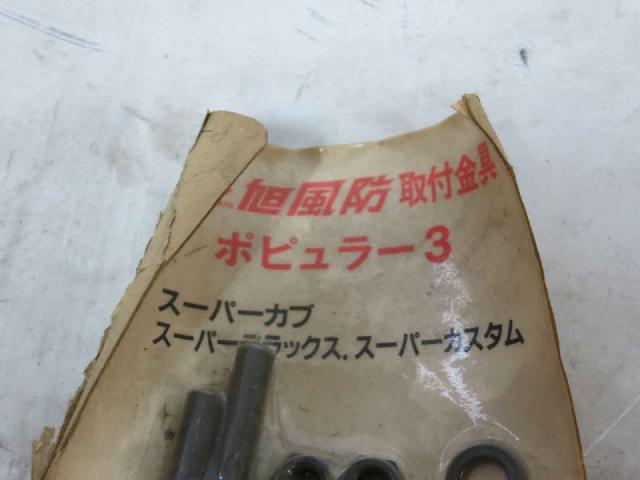 旭風防 取付金具
ポピュラー3
スーパーカブ
スーパーデラックス. スーパーカスタム